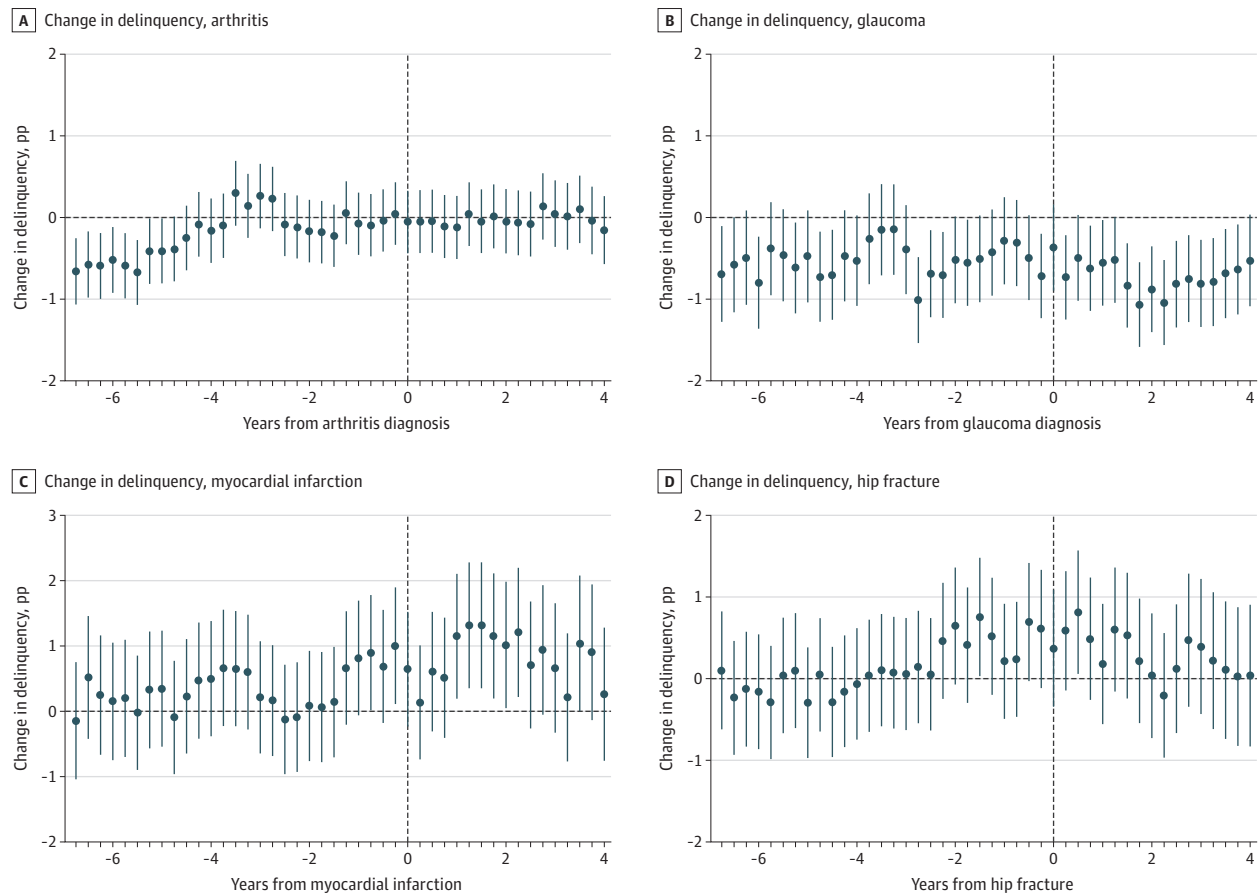 A Change in delinquency, arthritis
Change in delinquency, pp
2
1
0
-1
-2
-6 -4 -2 0 2 4
Years from arthritis diagnosis
B Change in delinquency, glaucoma
Change in delinquency, pp
2
1
0
-1
-2
-6 -4 -2 0 2 4
Years from glaucoma diagnosis
C Change in delinquency, myocardial infarction
Change in delinquency, pp
3
2
1
0
-1
-2
-6 -4 -2 0 2 4
Years from myocardial infarction
D Change in delinquency, hip fracture
Change in delinquency, pp
2
1
0
-1
-2
-6 -4 -2 0 2 4
Years from hip fracture